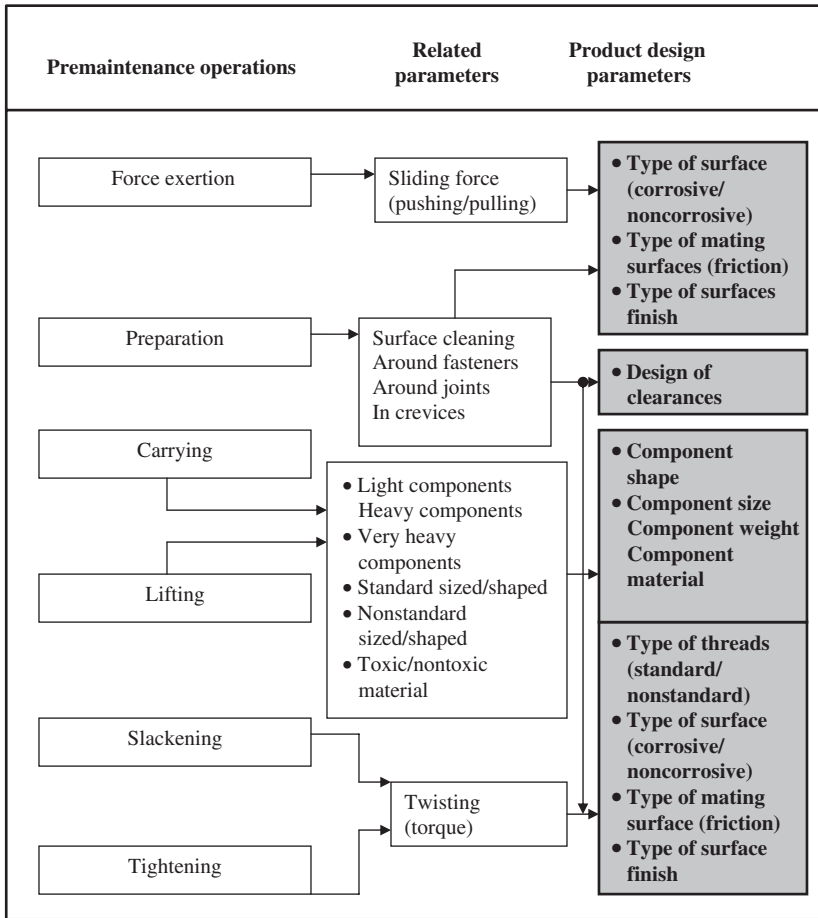 Premaintenance operations
Related
parameters
Product design
parameters
Force exertion
Sliding force
(pushing/pulling)
• Type of surface
(corrosive/
noncorrosive)
• Type of mating
surfaces (friction)
• Type of surfaces
finish
Preparation
Surface cleaning
Around fasteners
Around joints
In crevices
• Design of
clearances
Carrying
Lifting
• Light components
Heavy components
• Very heavy
components
• Standard sized/shaped
• Nonstandard
sized/shaped
• Toxic/nontoxic
material
• Component
shape
• Component size
Component weight
Component
material
Slackening
Tightening
Twisting
(torque)
• Type of threads
(standard/
nonstandard)
• Type of surface
(corrosive/
noncorrosive)
• Type of mating
surface (friction)
• Type of surface
finish